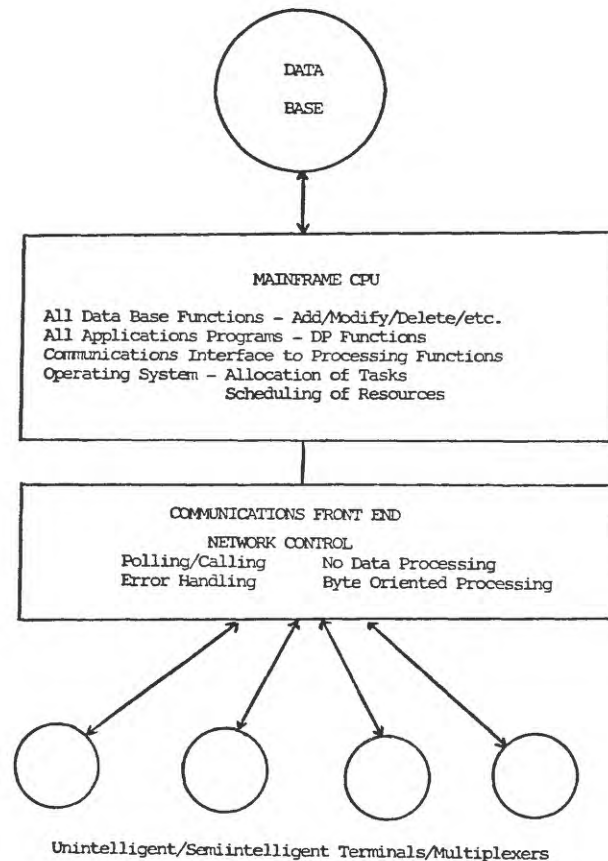 DATA
BASE
MAINFRAME CPU
All Data Base Functions - Add/Modify/Delete/etc.
All Applications Programs - DP Functions
Communications Interface to Processing Functions
Operating System - Allocation of Tasks
Scheduling of Resources
COMMUNICATIONS FRONT END
NETWORK CONTROL
Polling/Calling No Data Processing
Error Handling Byte Oriented Processing
Unintelligent/Semiintelligent Terminals/Multiplexers